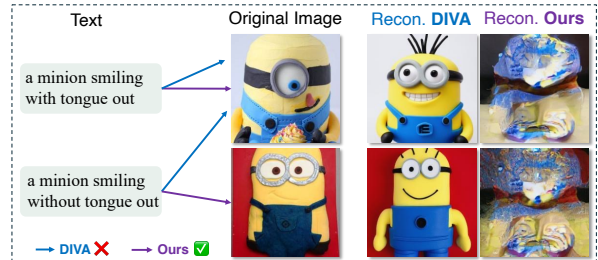 Text
Original Image
Recon. DIVA
Recon. Ours
a minion smiling
with tongue out
a minion smiling
without tongue out
DIVA
Ours